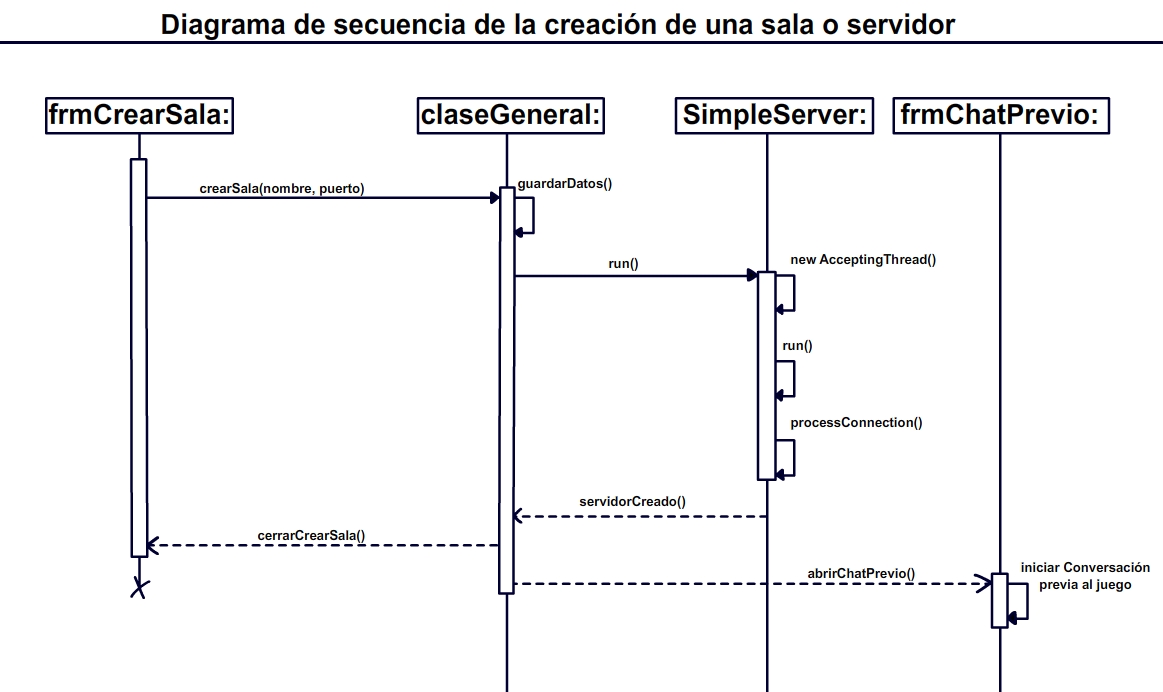 Diagrama de secuencia de la creación de una sala o servidor
frmCrearSala:
claseGeneral:
SimpleServer:
frmChatPrevio:
crearSala(nombre, puerto)
guardarDatos()
run()
new AcceptingThread()
run()
processConnection()
servidorCreado()
cerrarCrearSala()
abrirChatPrevio()
iniciar Conversación
previa al juego